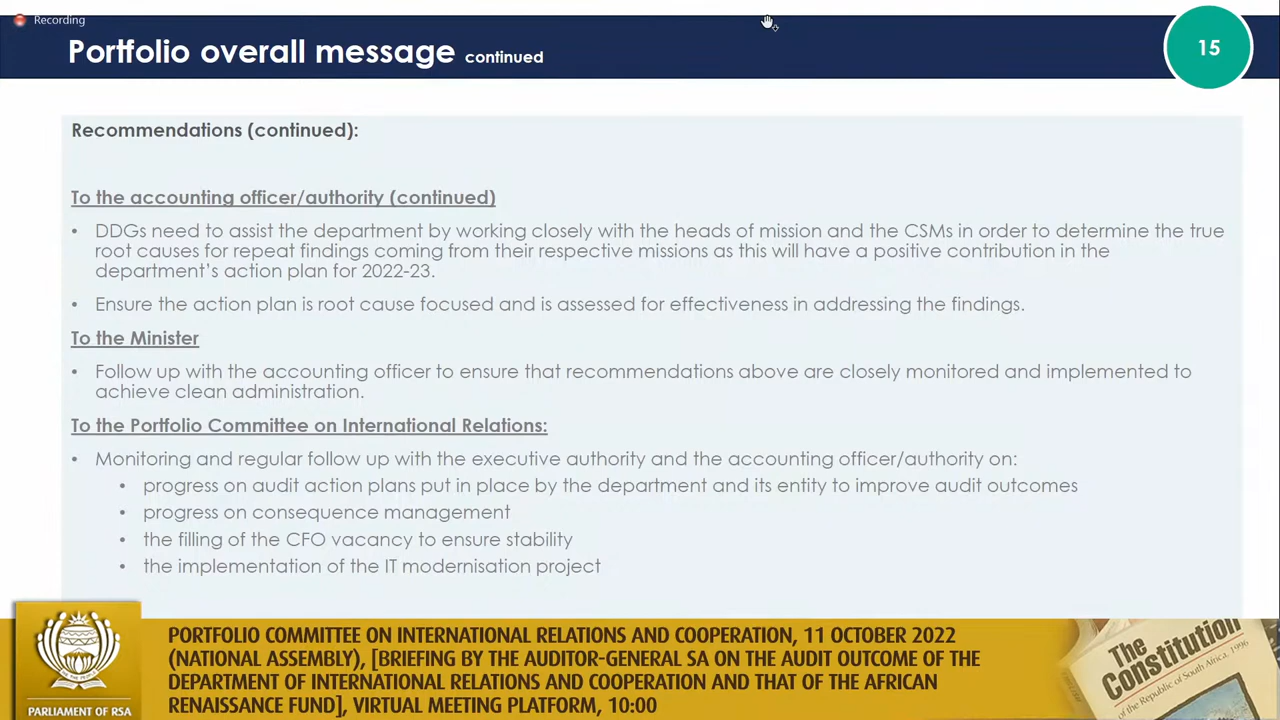 Recording
Portfolio overall message continued
15
Recommendations (continued):
To the accounting officer/authority (continued)
• DDGs need to assist the department by working closely with the heads of mission and the CSMs in order to determine the true
root causes for repeat findings coming from their respective missions as this will have a positive contribution in the
department's action plan for 2022-23.
• Ensure the action plan is root cause focused and is assessed for effectiveness in addressing the findings.
To the Minister
• Follow up with the accounting officer to ensure that recommendations above are closely monitored and implemented to
achieve clean administration.
To the Portfolio Committee on International Relations:
• Monitoring and regular follow up with the executive authority and the accounting officer/authority on:
• progress on audit action plans put in place by the department and its entity to improve audit outcomes
• progress on consequence management
• the filling of the CFO vacancy to ensure stability
• the implementation of the IT modernisation project
PORTFOLIO COMMITTEE ON INTERNATIONAL RELATIONS AND COOPERATION, 11 OCTOBER 2022
(NATIONAL ASSEMBLY), [BRIEFING BY THE AUDITOR-GENERAL SA ON THE AUDIT OUTCOME OF THE
DEPARTMENT OF INTERNATIONAL RELATIONS AND COOPERATION AND THAT OF THE AFRICAN
RENAISSANCE FUND], VIRTUAL MEETING PLATFORM, 10:00
PARLIAMENT OF RSA
The
Constitution
of the Republic of South Africa, 1996